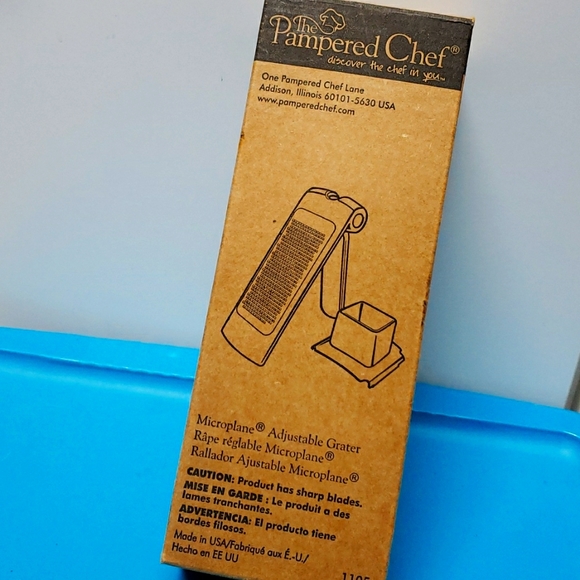 The
Pampered Chef®
discover the chef in you™
One Pampered Chef Lane
Addison, Illinois 60101-5630 USA
www.pamperedchef.com
Microplane® Adjustable Grater
Râpe réglable Microplane®
Rallador Ajustable Microplane®
CAUTION: Product has sharp blades.
MISE EN GARDE : Le produit a des
lames tranchantes.
ADVERTENCIA: El producto tiene
bordes filosos.
Made in USA/Fabriqué aux É.-U./
Hecho en EE UU